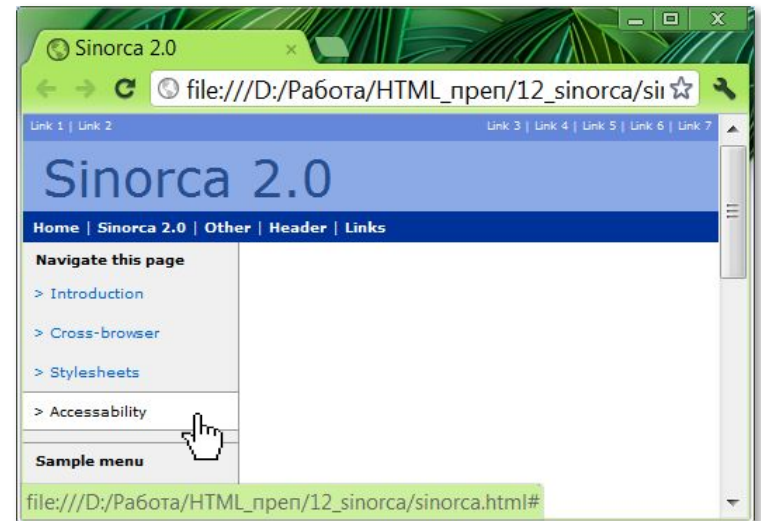 Sinorca 2.0
file:///D:/Работа/HTML_преп/12_sinorca/sin
Link 1 | Link 2 Link 3 | Link 4 | Link 5 | Link 6 | Link 7
Sinorca 2.0
Home | Sinorca 2.0 | Other | Header | Links
Navigate this page
> Introduction
> Cross-browser
> Stylesheets
> Accessability
Sample menu
file:///D:/Работа/HTML_преп/12_sinorca/sinorca.html#